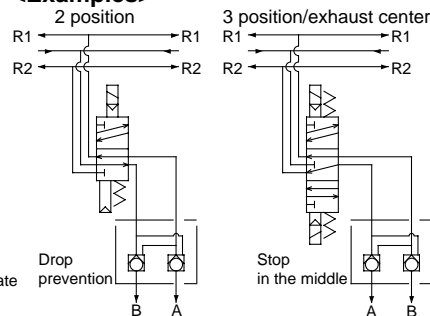 <Examples>
2 position
3 position/exhaust center
R1 R1
R1 R1
R2 R2
R2 R2
Drop
prevention
Stop
in the middle
B A
A B